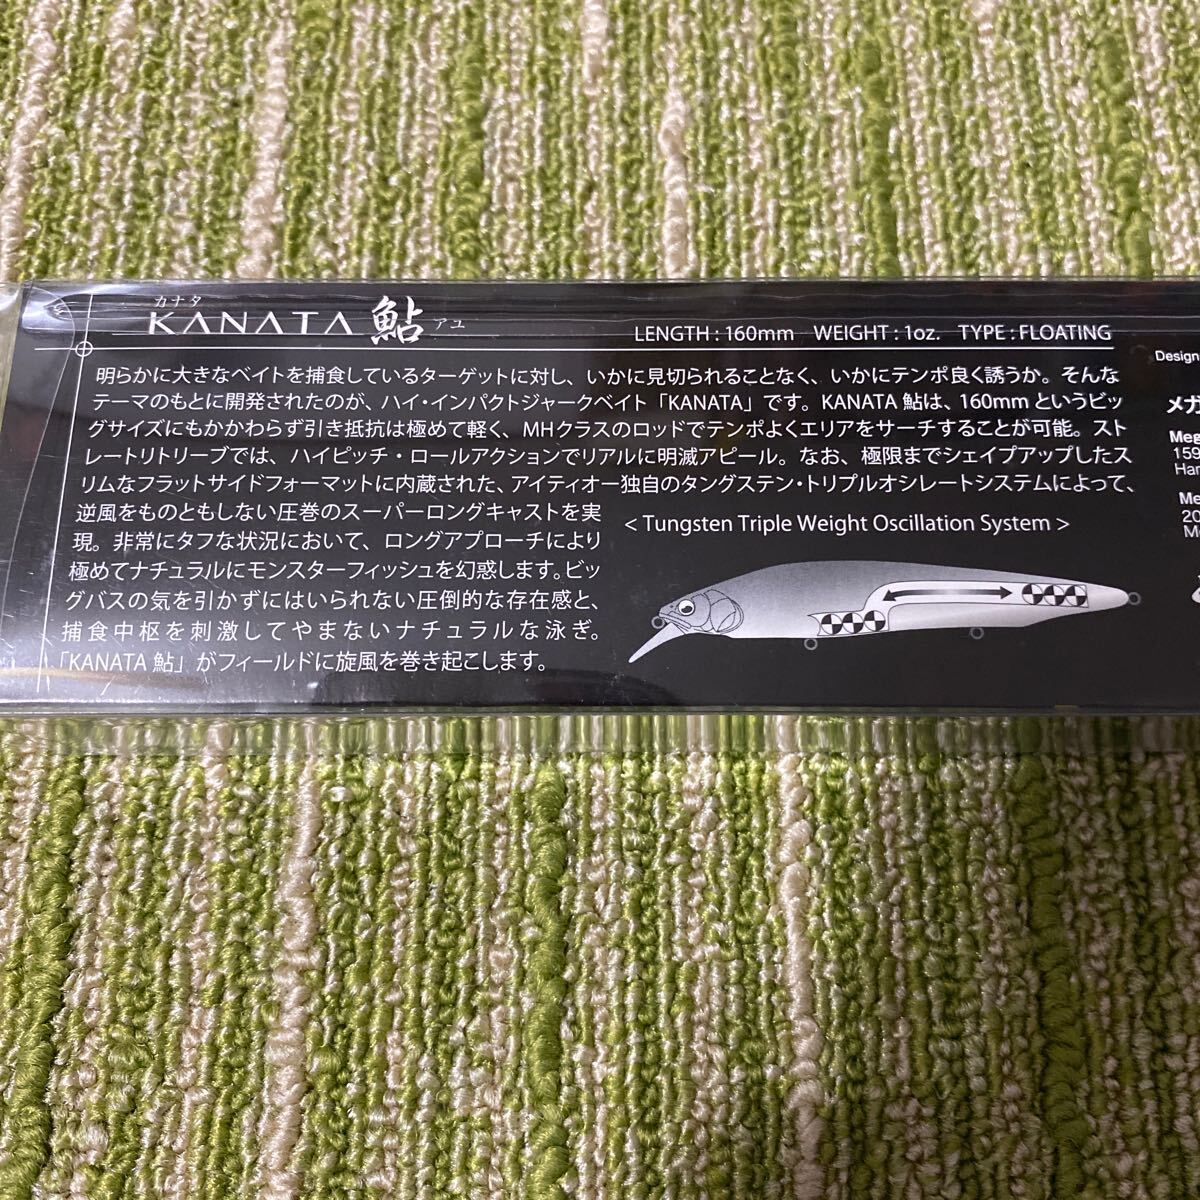 カナタ
KANATA 鮎 アユ
LENGTH : 160mm WEIGHT : 1oz. TYPE : FLOATING
明らかに大きなベイトを捕食しているターゲットに対し、いかに見切られることなく、いかにテンポ良く誘うか。そんな
テーマのもとに開発されたのが、ハイ・インパクトジャークベイト「KANATA」です。KANATA 鮎は、160mm というビッ
グサイズにもかかわらず引き抵抗は極めて軽く、MHクラスのロッドでテンポよくエリアをサーチすることが可能。スト
レートリトリーブでは、ハイピッチ・ロールアクションでリアルに明滅アピール。なお、極限までシェイプアップしたス
リムなフラットサイドフォーマットに内蔵された、アイティオー独自のタングステン・トリプルオシレートシステムによって、
逆風をものともしない圧巻のスーパーロングキャストを実
現。非常にタフな状況において、ロングアプローチにより
極めてナチュラルにモンスターフィッシュを幻惑します。ビッ
グバスの気を引かずにはいられない圧倒的な存在感と、
捕食中枢を刺激してやまないナチュラルな泳ぎ。
「KANATA 鮎」がフィールドに旋風を巻き起こします。
< Tungsten Triple Weight Oscillation System >
Design
メガ
Mee
159
Ha
Me
20
Mo